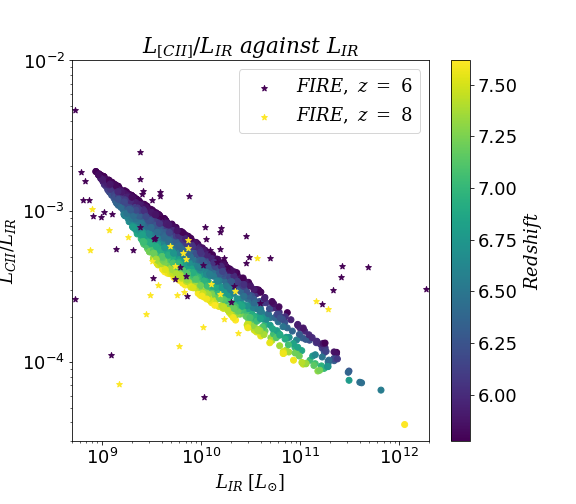 L[CII]/LIR against LIR
FIRE, z = 6
FIRE, z = 8
10−2
10−3
10−4
LCII/LIR
109
1010
1011
1012
LIR [L⊙]
7.50
7.25
7.00
6.75
6.50
6.25
6.00
Redshift